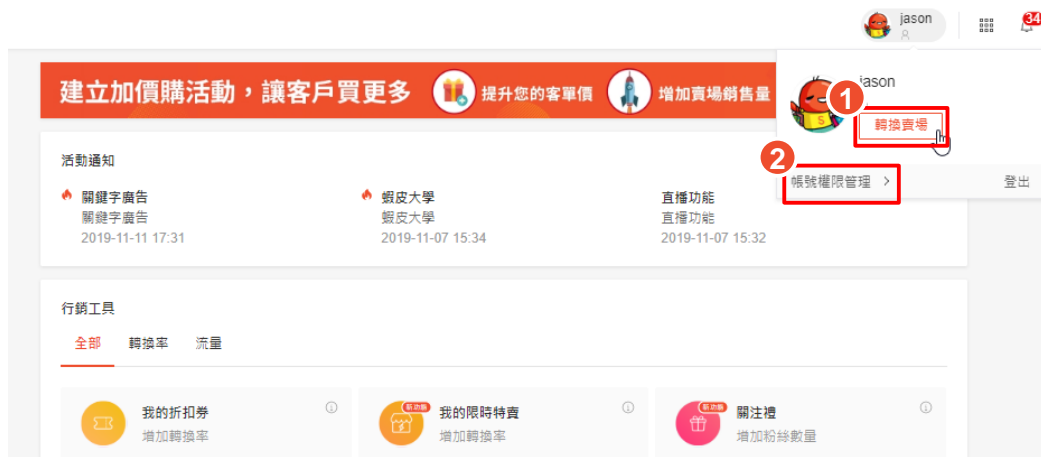 jason
34
建立加價購活動，讓客戶買更多
提升您的客單價
增加賣場銷售量
jason
1
轉換賣場
2
帳號權限管理 >
登出
活動通知
關鍵字廣告
關鍵字廣告
2019-11-11 17:31
蝦皮大學
蝦皮大學
2019-11-07 15:34
直播功能
直播功能
2019-11-07 15:32
行銷工具
全部 轉換率 流量
我的折扣券
增加轉換率
新功能
我的限時特賣
增加轉換率
新功能
關注禮
增加粉絲數量